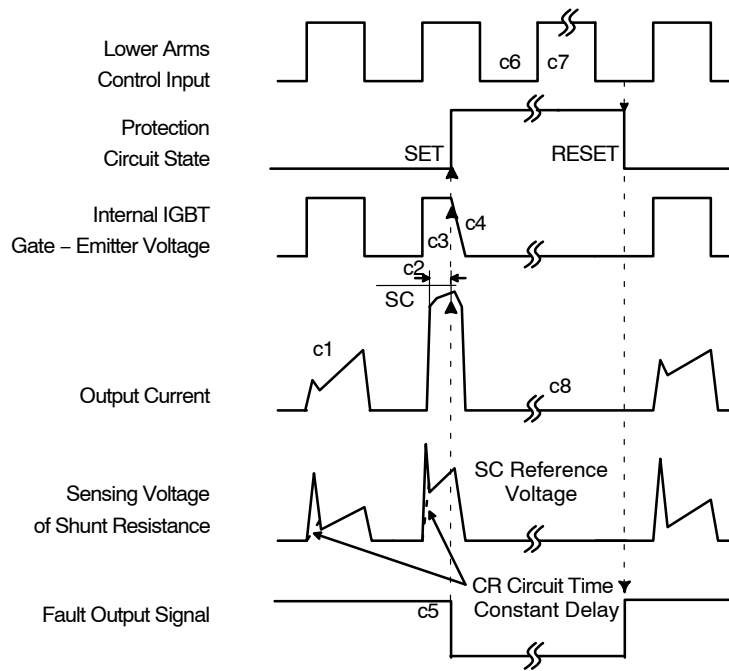 Lower Arms
Control Input
c6
c7
Protection
Circuit State
SET
RESET
Internal IGBT
Gate – Emitter Voltage
c3
c4
c2
SC
c1
Output Current
c8
Sensing Voltage
of Shunt Resistance
SC Reference
Voltage
CR Circuit Time
Constant Delay
Fault Output Signal
c5